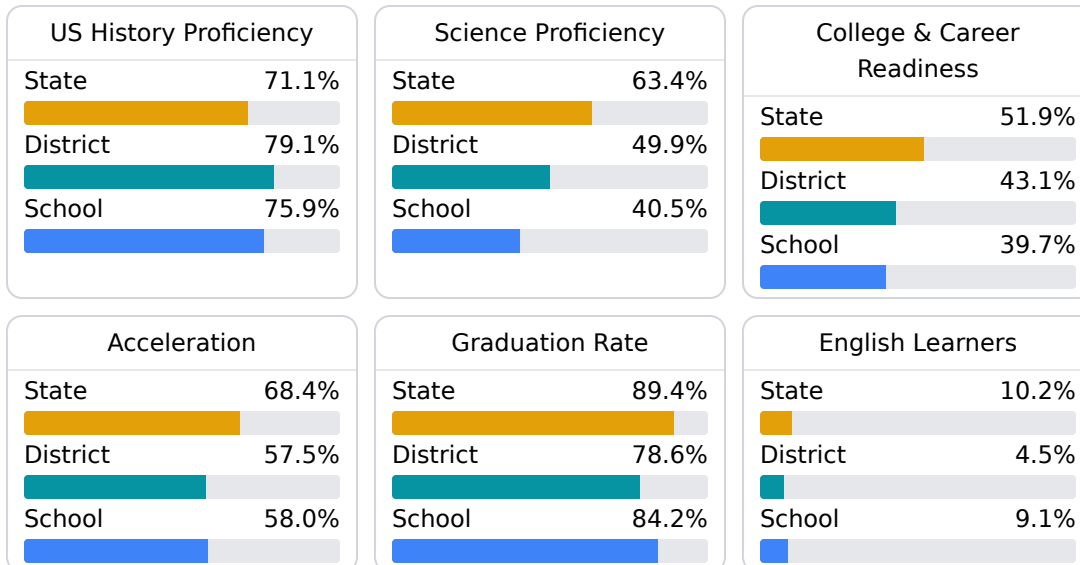 US History Proficiency
State 71.1%
District 79.1%
School 75.9%
Science Proficiency
State 63.4%
District 49.9%
School 40.5%
College & Career
Readiness
State 51.9%
District 43.1%
School 39.7%
Acceleration
State 68.4%
District 57.5%
School 58.0%
Graduation Rate
State 89.4%
District 78.6%
School 84.2%
English Learners
State 10.2%
District 4.5%
School 9.1%